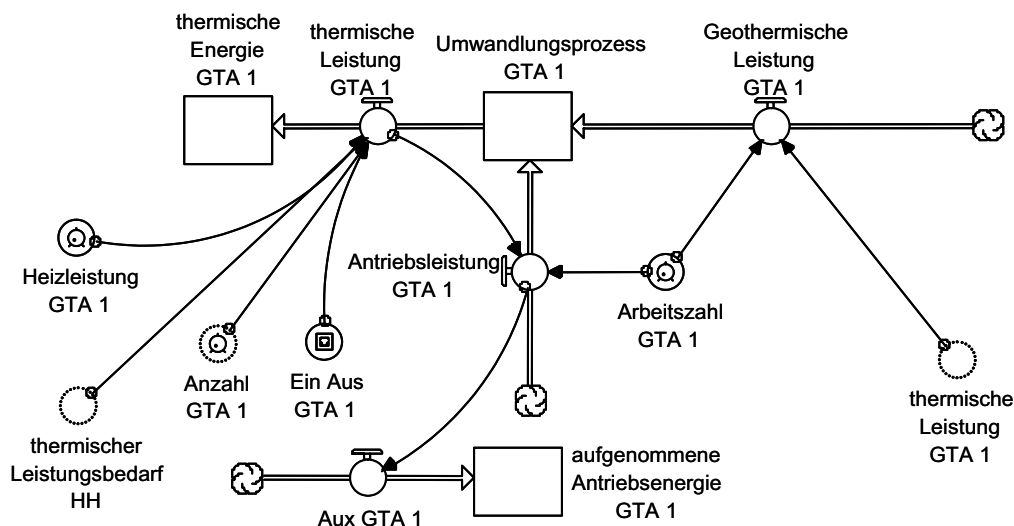 thermische
Energie
GTA 1
thermische
Leistung
GTA 1
Umwandlungsprozess
GTA 1
Geothermische
Leistung
GTA 1
Heizleistung
GTA 1
Antriebsleistung
GTA 1
Arbeitszahl
GTA 1
Anzahl
GTA 1
Ein Aus
GTA 1
thermische
Leistung
GTA 1
thermischer
Leistungsbedarf
HH
aufgenommene
Antriebsenergie
GTA 1
Aux GTA 1